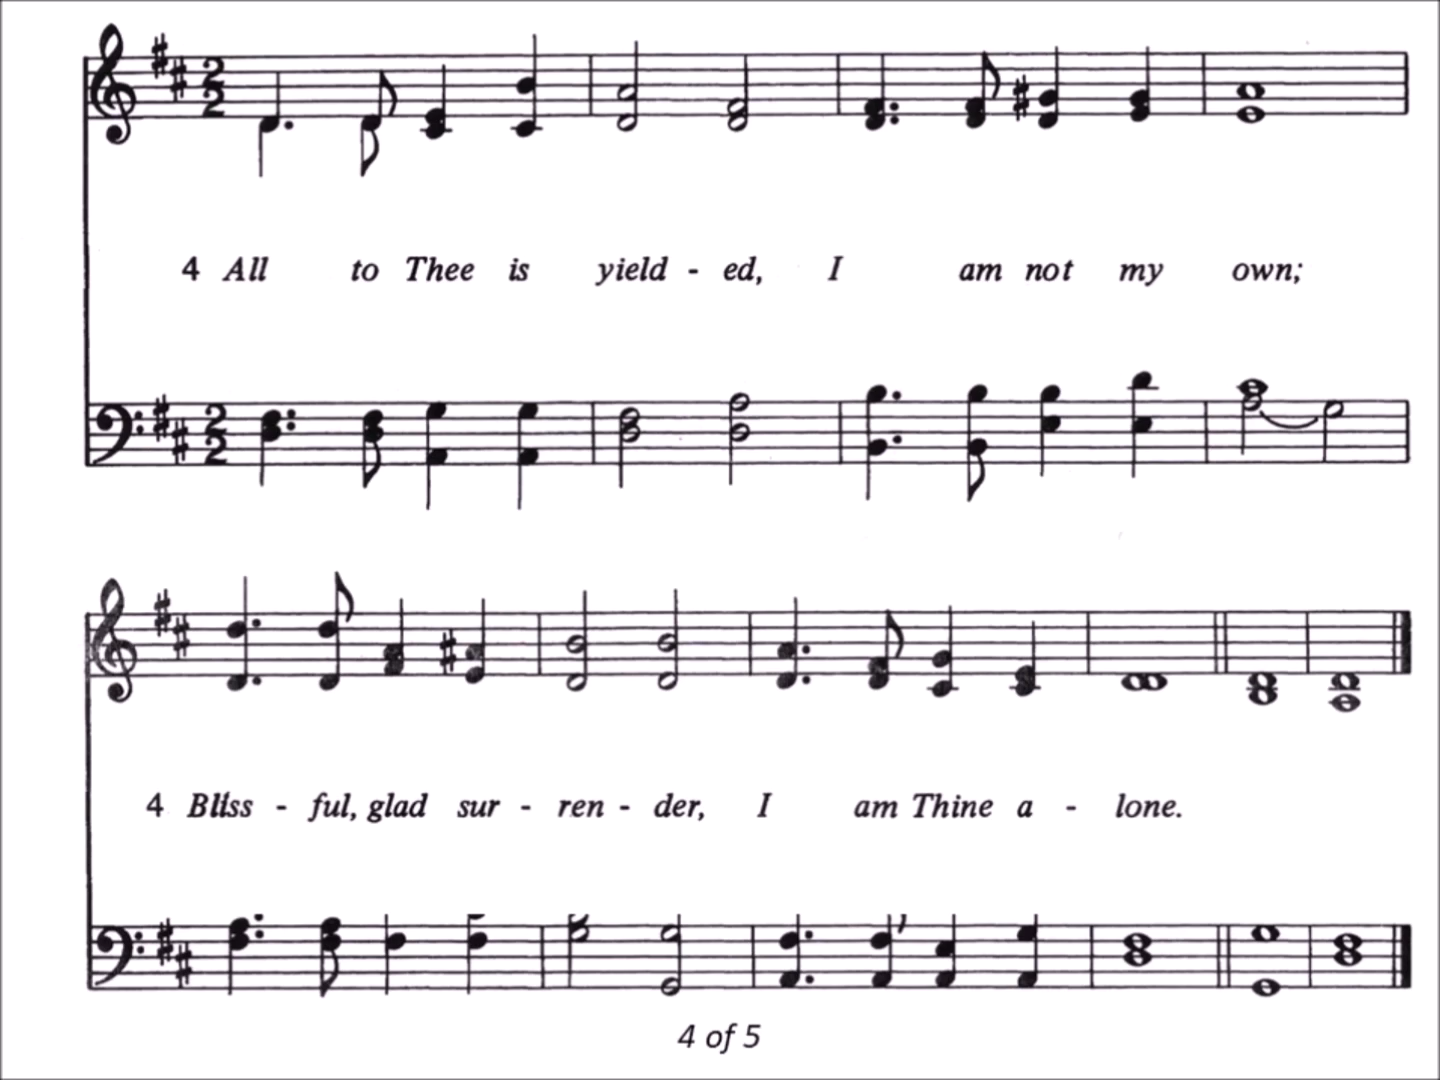 4 All to Thee is yield - ed, I am not my own;
4 Bliss - ful, glad sur - ren - der, I am Thine a - lone.
4 of 5